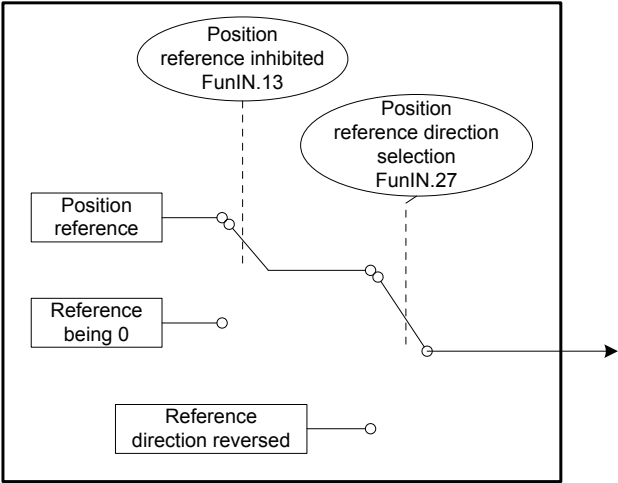 Position
reference inhibited
FunIN.13
Position
reference direction
selection
FunIN.27
Position
reference
Reference
being 0
Reference
direction reversed